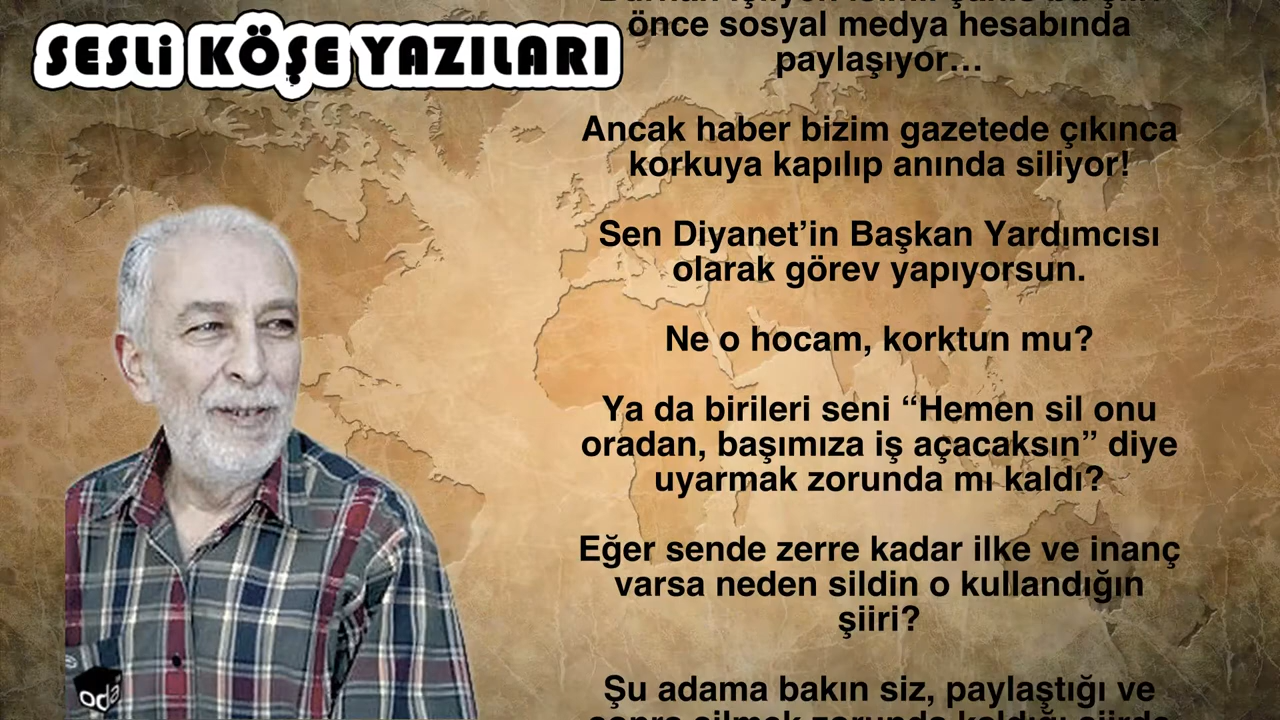 SESLİ KÖŞE YAZILARI
önce sosyal medya hesabında
paylaşıyor…
Ancak haber bizim gazetede çıkınca
korkuya kapılıp anında siliyor!
Sen Diyanet’in Başkan Yardımcısı
olarak görev yapıyorsun.
Ne o hocam, korktun mu?
Ya da birileri seni “Hemen sil onu
oradan, başımıza iş açacaksın” diye
uyarmak zorunda mı kaldı?
Eğer sende zerre kadar ilke ve inanç
varsa neden sildin o kullandığın
şiiri?
Şu adama bakın siz, paylaştığı ve
oda